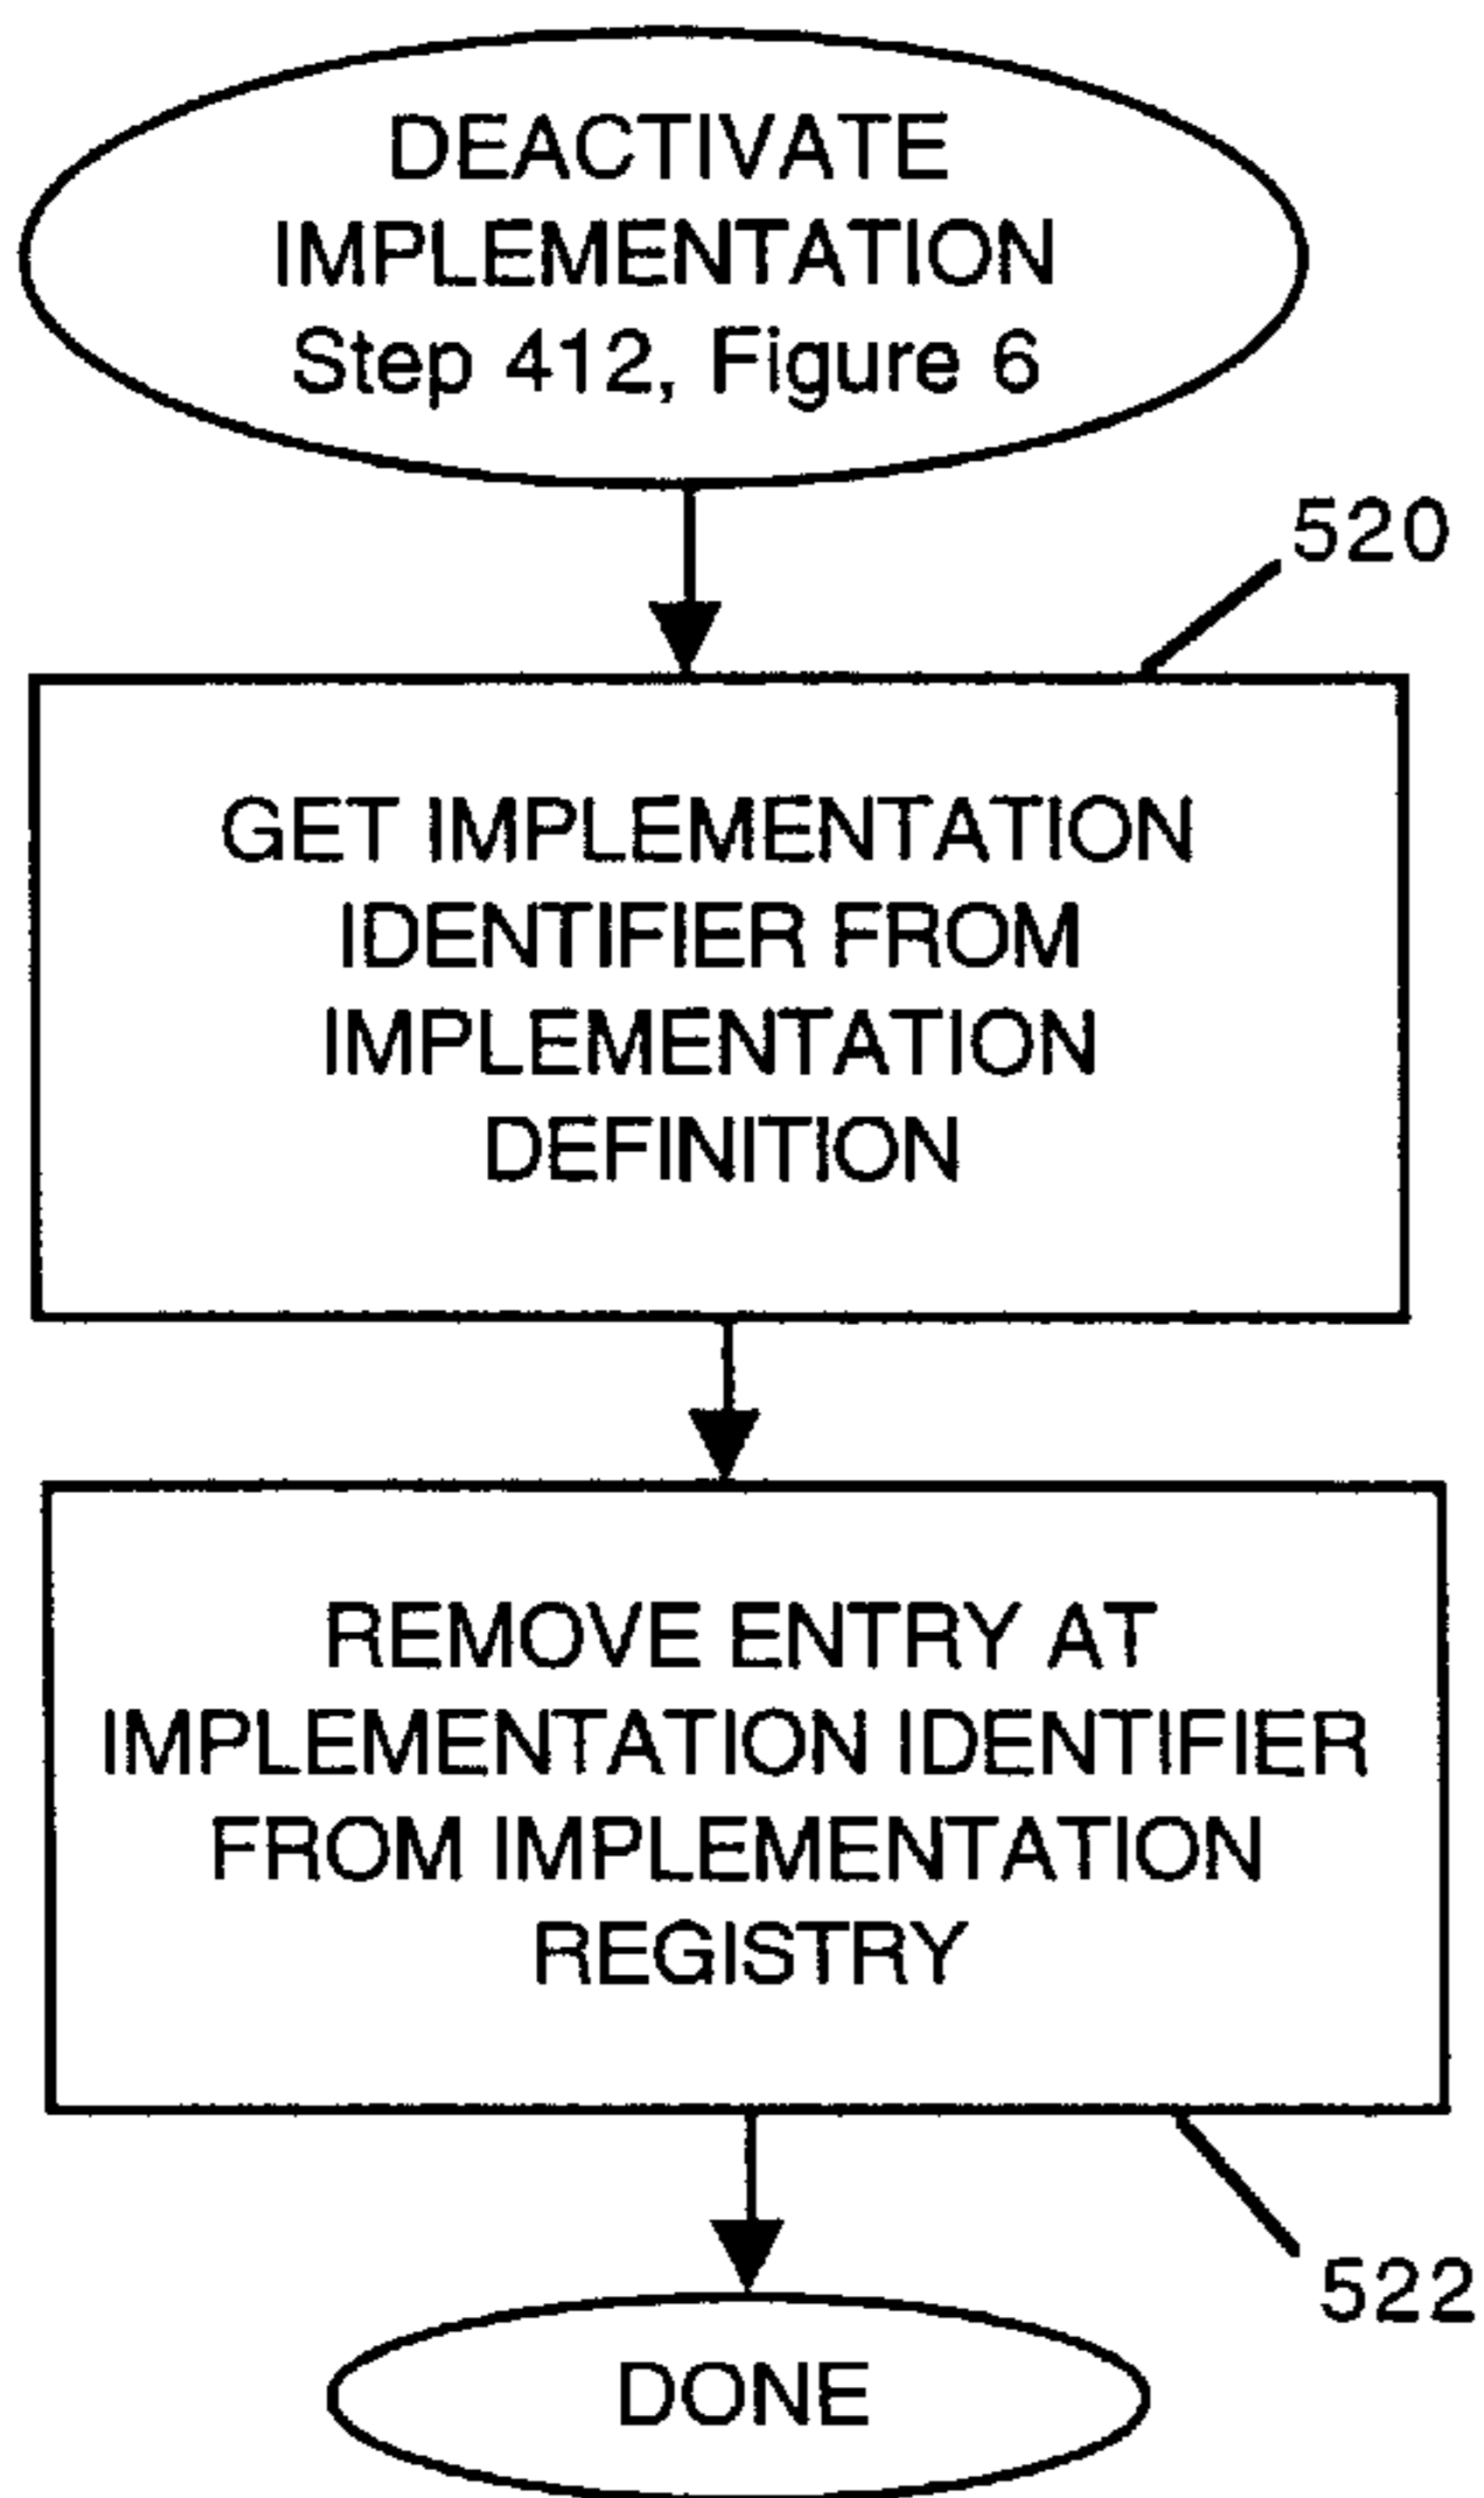 DEACTIVATE
IMPLEMENTATION
Step 412, Figure 6
520
GET IMPLEMENTATION
IDENTIFIER FROM
IMPLEMENTATION
DEFINITION
REMOVE ENTRY AT
IMPLEMENTATION IDENTIFIER
FROM IMPLEMENTATION
REGISTRY
522
DONE